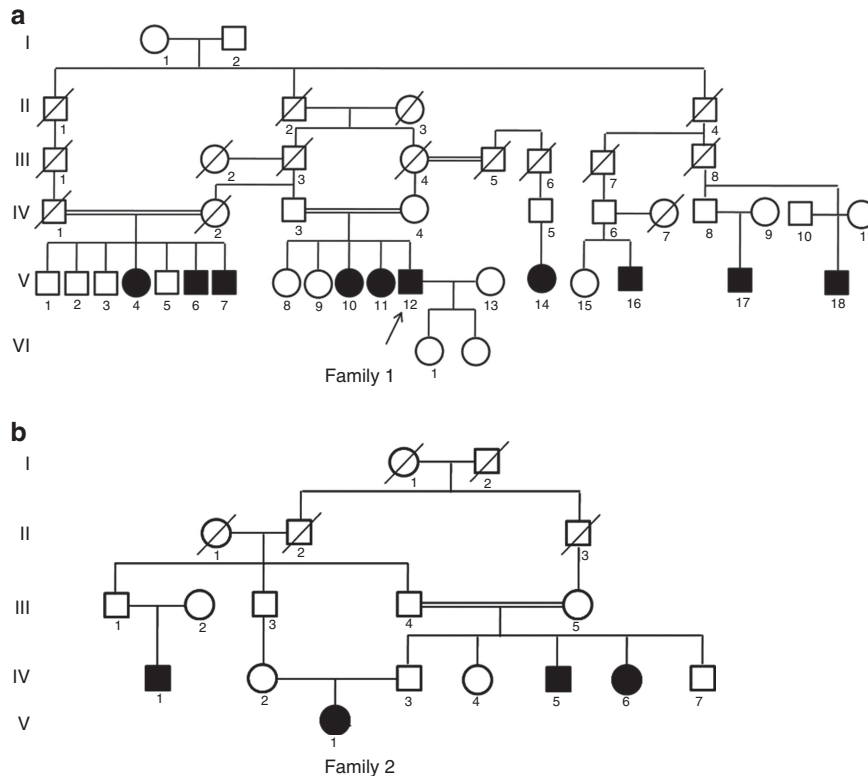 a
I
1 2
II
1 2 3 4
III
1 2 3 4 5 6 7 8
IV
1 2 3 4 5 6 7 8 9 10 1
V
1 2 3 4 5 6 7 8 9 10 11 12 13 14 15 16 17 18
VI
1
Family 1
b
I
1 2
II
1 2 3
III
1 2 3 4 5
IV
1 2 3 4 5 6 7
V
1
Family 2